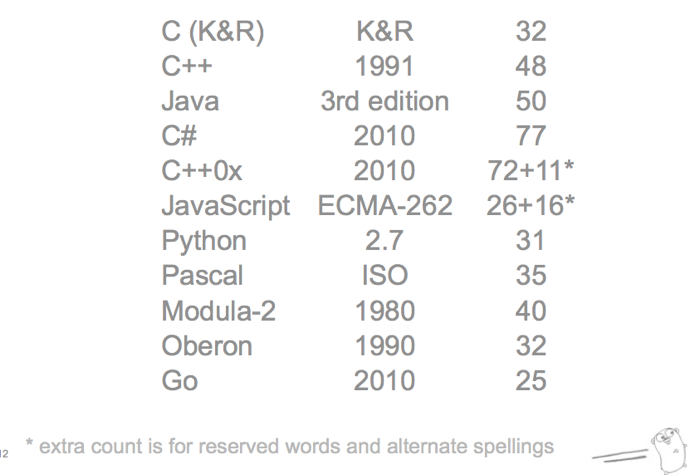 C (K&R) K&R 32
C++ 1991 48
Java 3rd edition 50
C# 2010 77
C++0x 2010 72+11*
JavaScript ECMA-262 26+16*
Python 2.7 31
Pascal ISO 35
Modula-2 1980 40
Oberon 1990 32
Go 2010 25
* extra count is for reserved words and alternate spellings